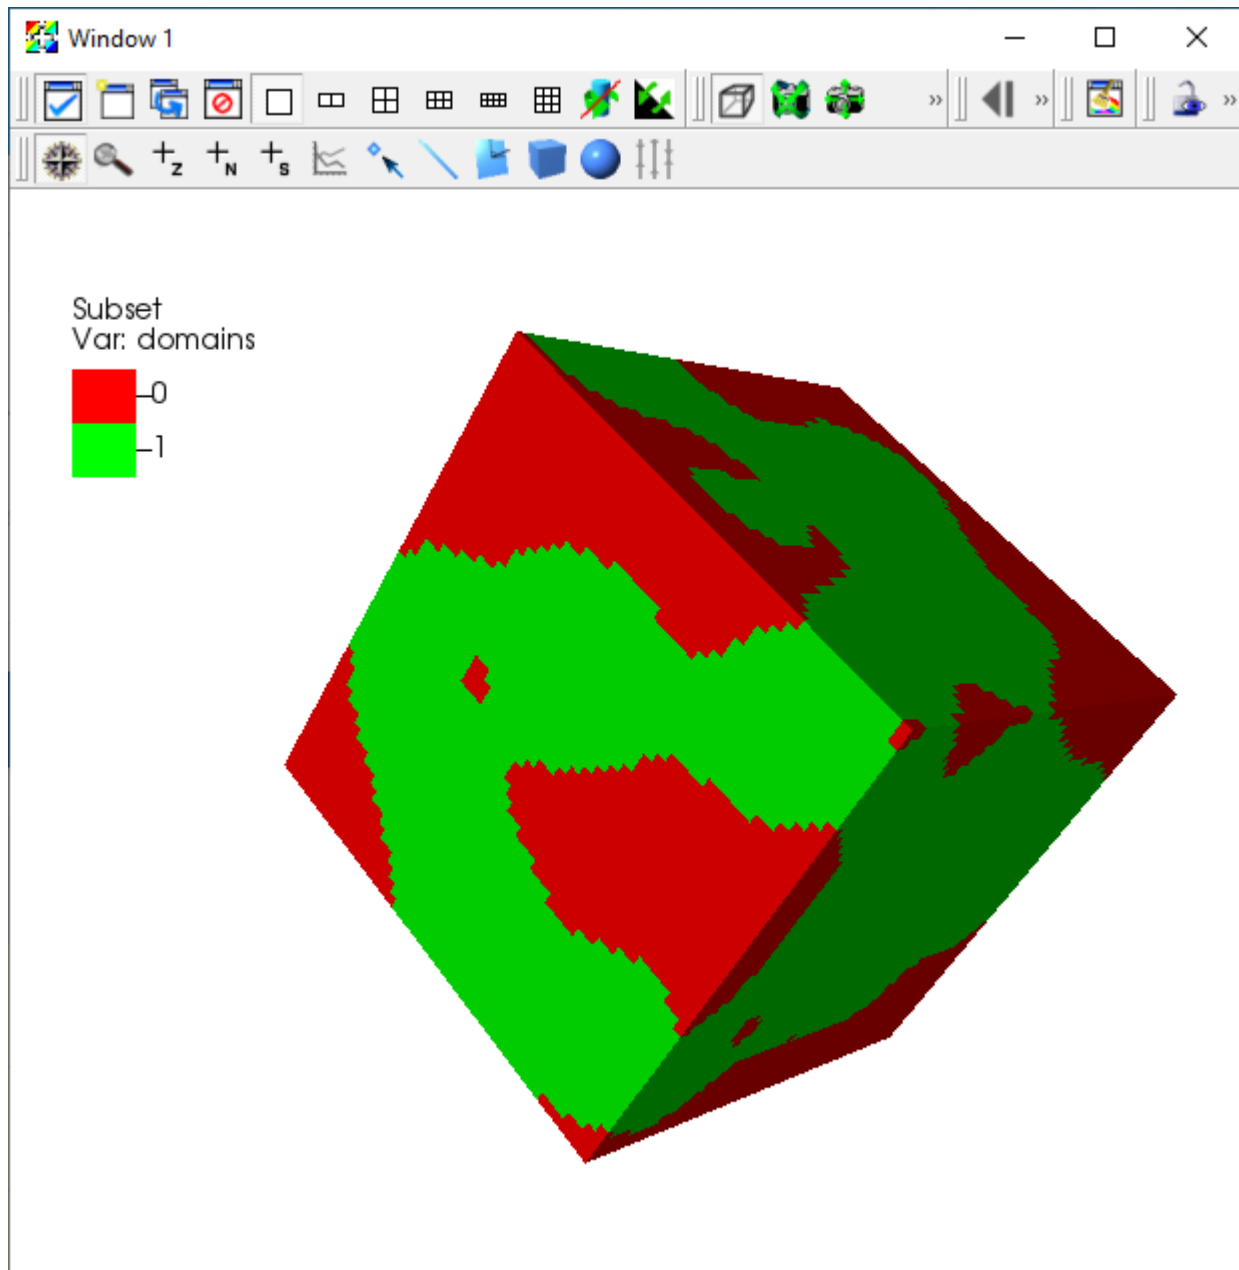 Window 1
»
»
»
+Z
+N
+S
Subset
Var: domains
0
1